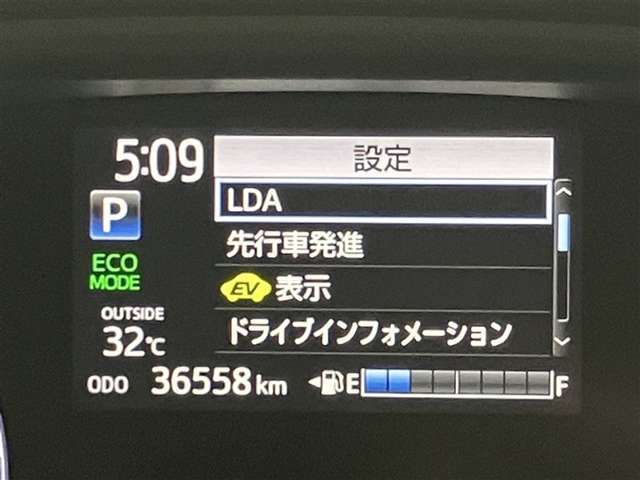 5:09
設定
P
LDA
先行車発進
EV 表示
ドライブインフォメーション
ECO
MODE
OUTSIDE
32℃
ODO 36558 km
E F